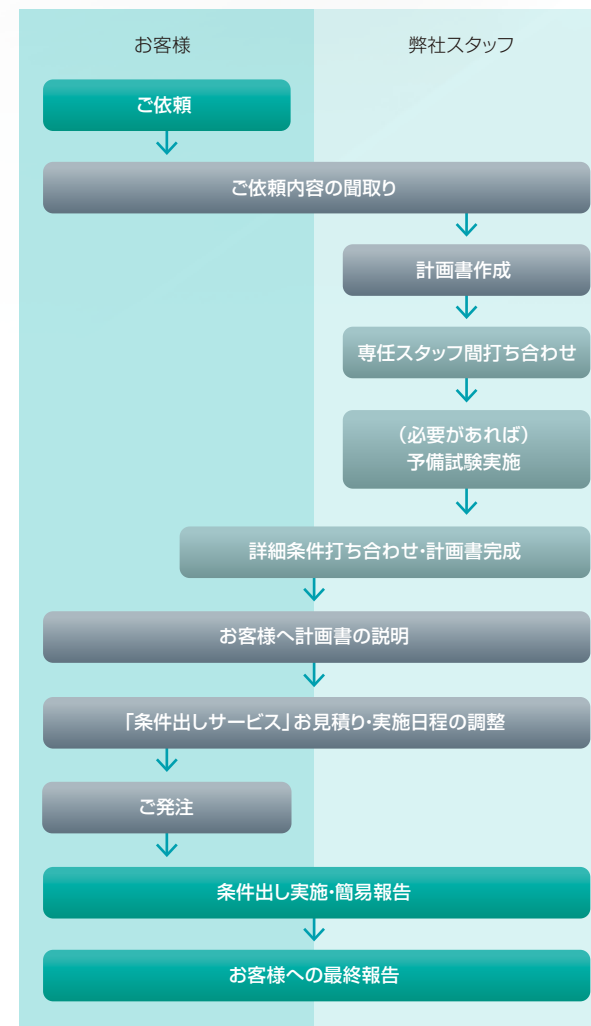 お客様
弊社スタッフ
ご依頼
ご依頼内容の聞取り
計画書作成
専任スタッフ間打ち合わせ
（必要があれば）
予備試験実施
詳細条件打ち合わせ・計画書完成
お客様へ計画書の説明
「条件出しサービス」お見積り・実施日程の調整
ご発注
条件出し実施・簡易報告
お客様への最終報告